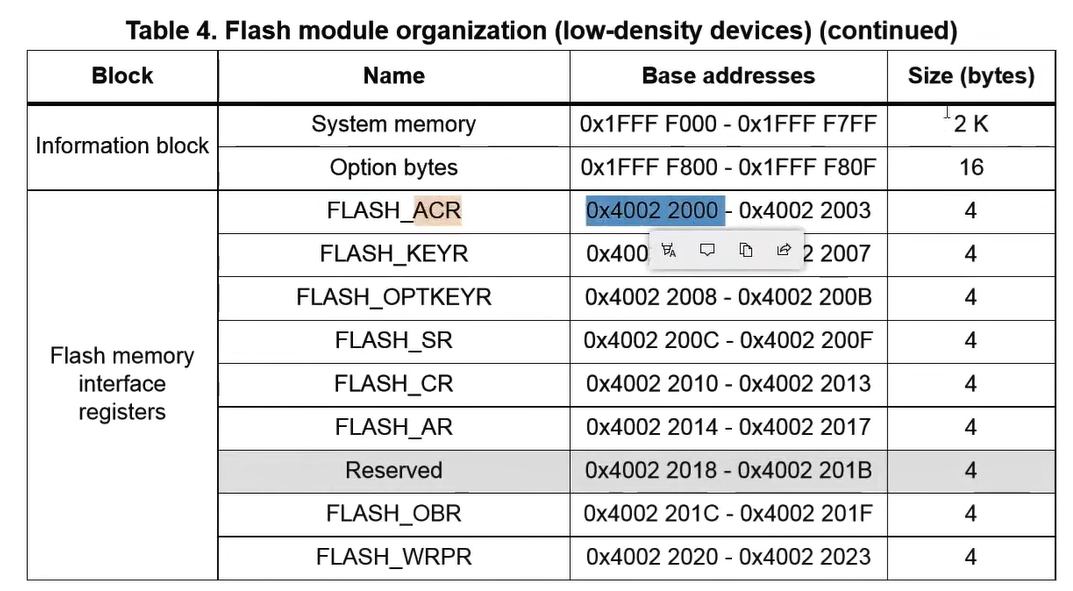 Table 4. Flash module organization (low-density devices) (continued)
Block Name Base addresses Size (bytes)
Information block System memory 0x1FFF F000 - 0x1FFF F7FF 2 K
Option bytes 0x1FFF F800 - 0x1FFF F80F 16
Flash memory interface registers FLASH_ACR 0x4002 2000 - 0x4002 2003 4
FLASH_KEYR 0x400 2 2007 4
FLASH_OPTKEYR 0x4002 2008 - 0x4002 200B 4
FLASH_SR 0x4002 200C - 0x4002 200F 4
FLASH_CR 0x4002 2010 - 0x4002 2013 4
FLASH_AR 0x4002 2014 - 0x4002 2017 4
Reserved 0x4002 2018 - 0x4002 201B 4
FLASH_OBR 0x4002 201C - 0x4002 201F 4
FLASH_WRPR 0x4002 2020 - 0x4002 2023 4